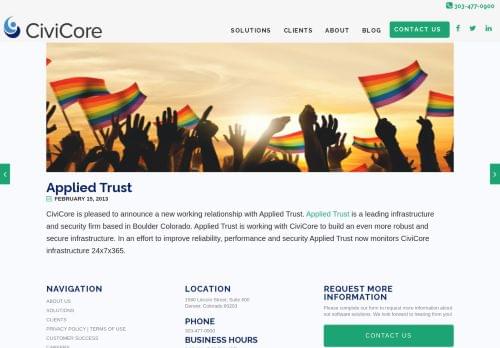 303-477-0900
CiviCore
SOLUTIONS CLIENTS ABOUT BLOG CONTACT US
Applied Trust
FEBRUARY 15, 2013
CiviCore is pleased to announce a new working relationship with Applied Trust. Applied Trust is a leading infrastructure
and security firm based in Boulder Colorado. Applied Trust is working with CiviCore to build an even more robust and
secure infrastructure. In an effort to improve reliability, performance and security Applied Trust now monitors CiviCore
infrastructure 24x7x365.
NAVIGATION
ABOUT US
SOLUTIONS
CLIENTS
PRIVACY POLICY | TERMS OF USE
CUSTOMER SUCCESS
LOCATION
1580 Lincoln Street, Suite 600
Denver, Colorado 80203
PHONE
303-477-0900
BUSINESS HOURS
REQUEST MORE
INFORMATION
Please complete our form to request more information about
our software solutions. We look forward to hearing from you!
CONTACT US